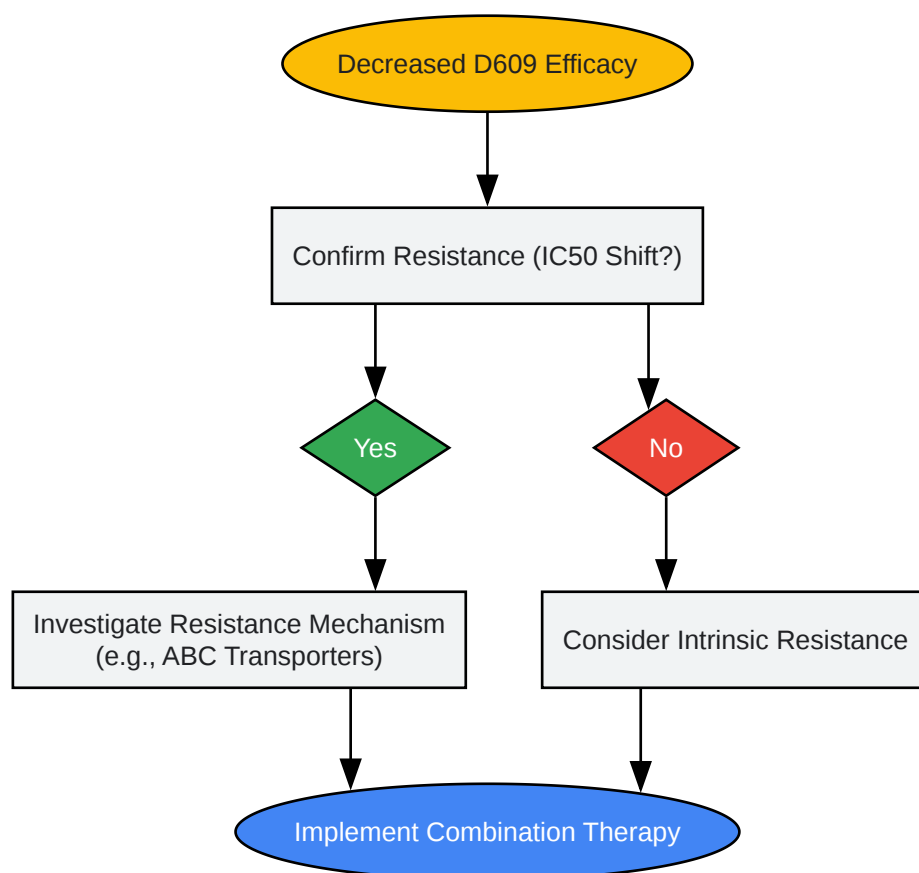 Decreased D609 Efficacy
Confirm Resistance (IC50 Shift?)
Yes
No
Investigate Resistance Mechanism
(e.g., ABC Transporters)
Consider Intrinsic Resistance
Implement Combination Therapy